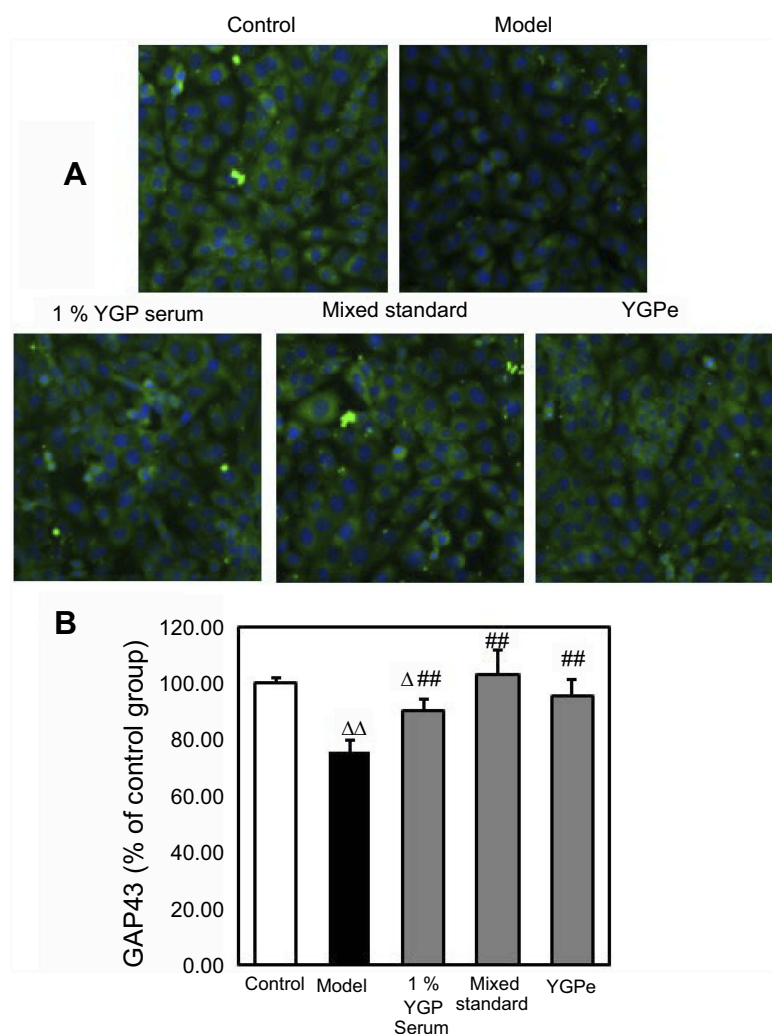 Control
Model
A
1 % YGP serum
Mixed standard
YGPe
B
GAP43 (% of control group)
120.00
100.00
80.00
60.00
40.00
20.00
0.00
ΔΔ
Δ ##
##
##
Control
Model
1 %
YGP
Serum
Mixed
standard
YGPe